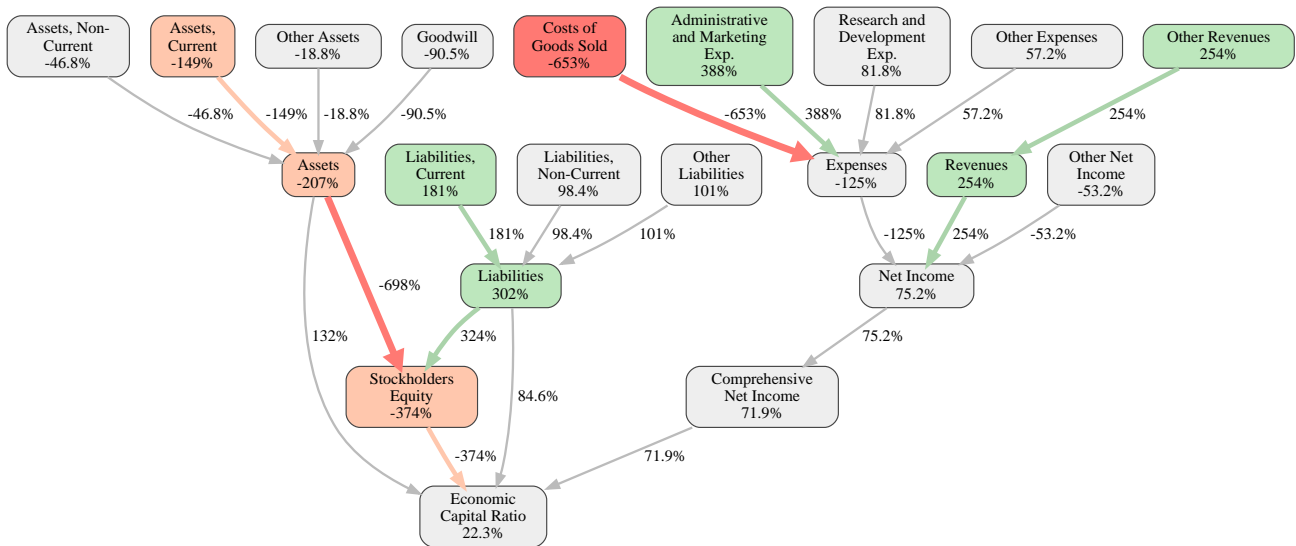 Assets, Non-
Current
-46.8%
Assets,
Current
-149%
Other Assets
-18.8%
Goodwill
-90.5%
Costs of
Goods Sold
-653%
Administrative
and Marketing
Exp.
388%
Research and
Development
Exp.
81.8%
Other Expenses
57.2%
Other Revenues
254%
-46.8%
-149%
-18.8%
-90.5%
-653%
388%
81.8%
57.2%
254%
Assets
-207%
Liabilities,
Current
181%
Liabilities,
Non-Current
98.4%
Other
Liabilities
101%
Expenses
-125%
Revenues
254%
Other Net
Income
-53.2%
181%
98.4%
101%
-125%
254%
-53.2%
Liabilities
302%
Net Income
75.2%
-698%
132%
324%
75.2%
Stockholders
Equity
-374%
84.6%
Comprehensive
Net Income
71.9%
-374%
71.9%
Economic
Capital Ratio
22.3%